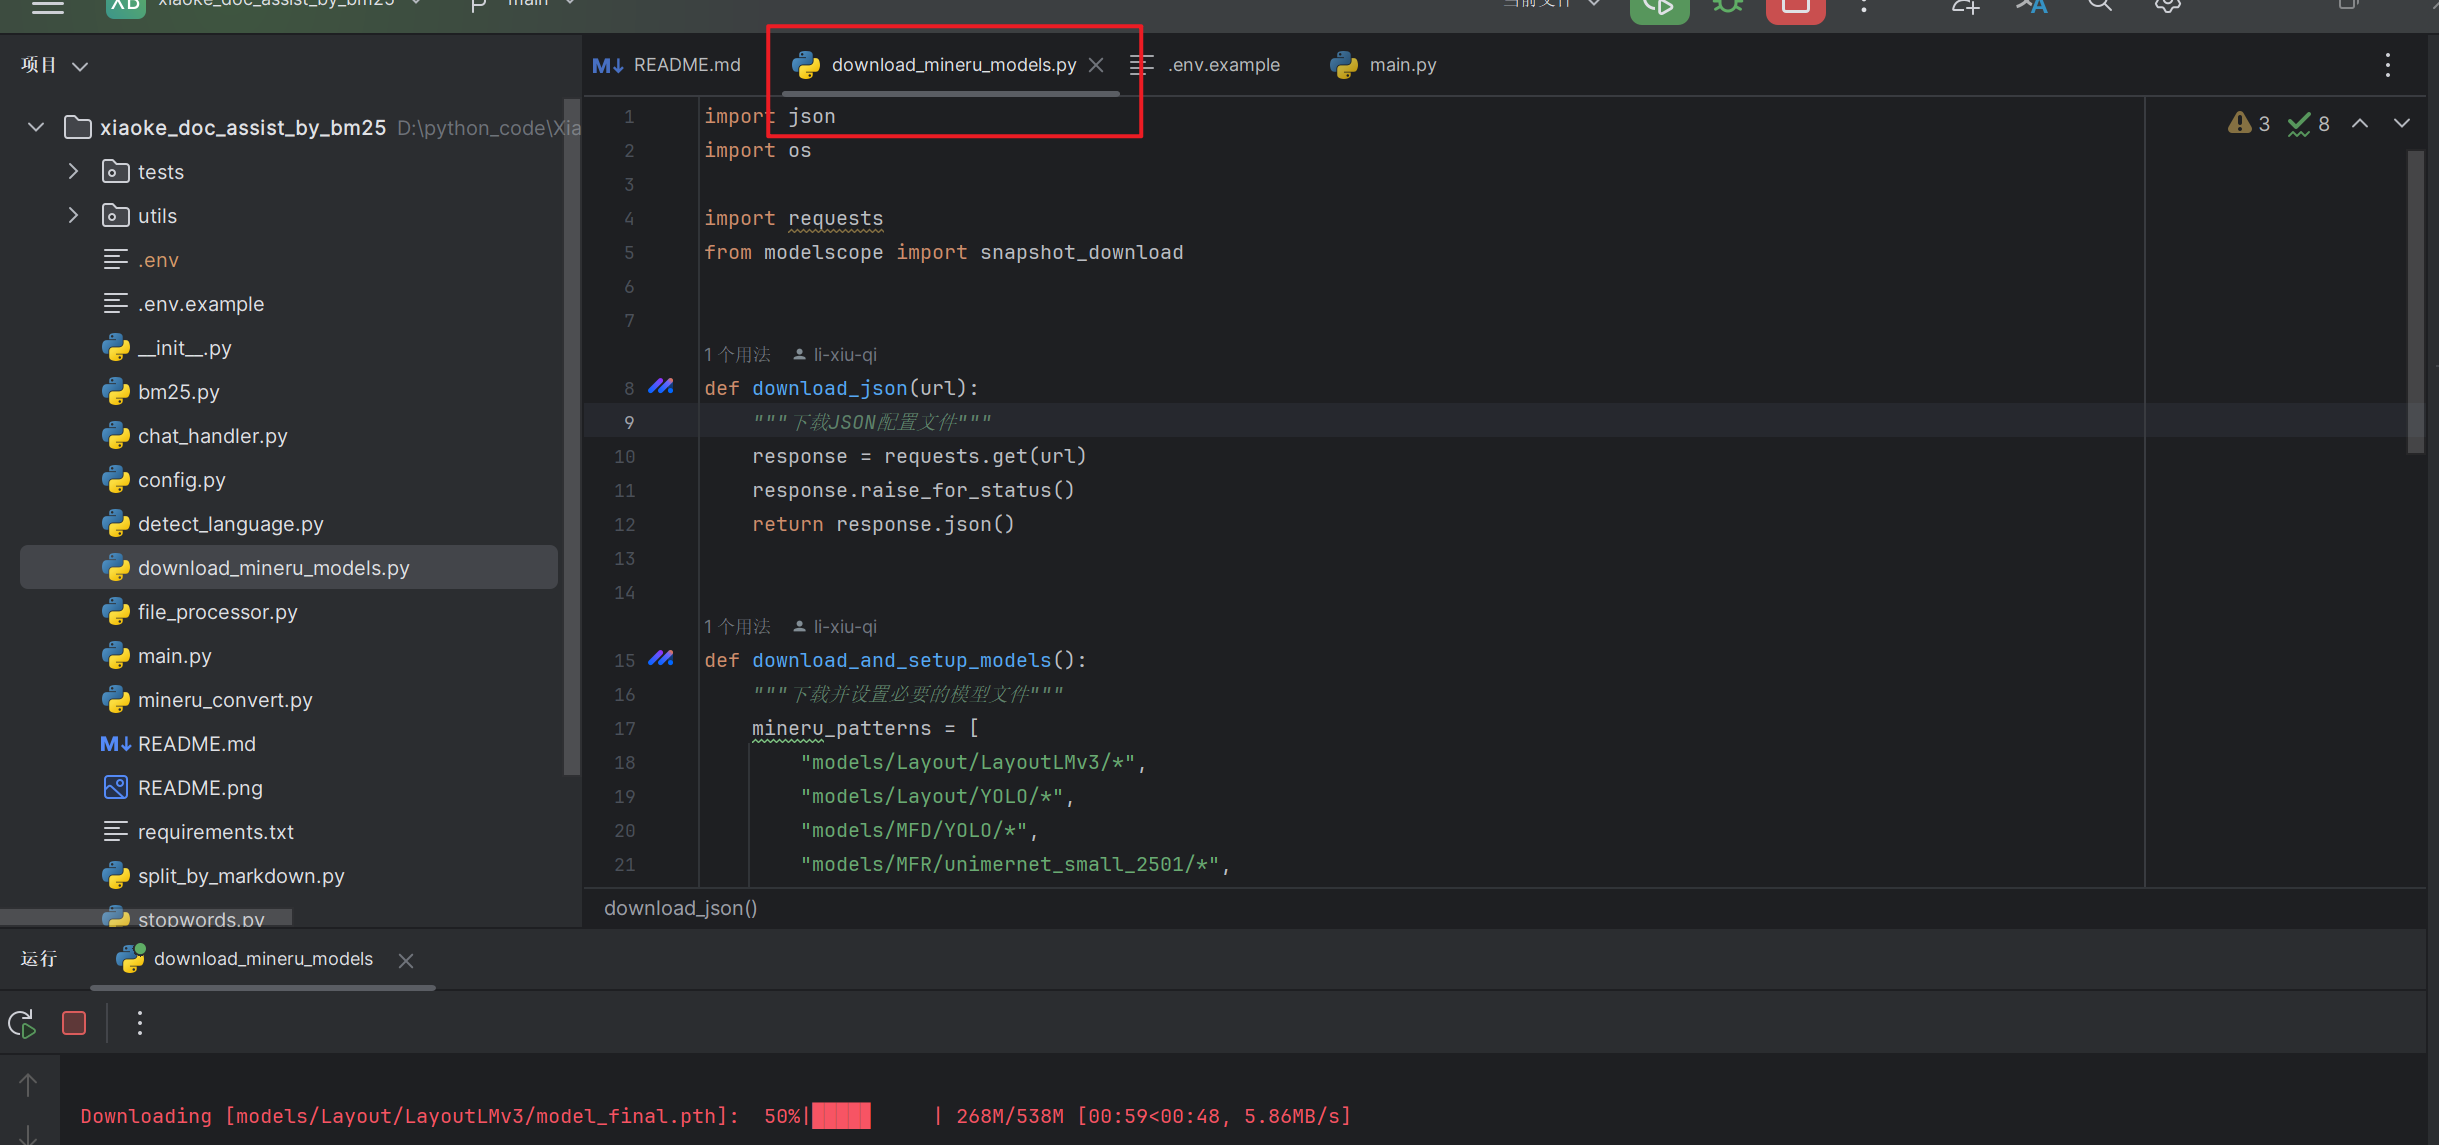 XB xiaoke_doc_assist_by_bm25 main 当前文件
项目
README.md download_mineru_models.py .env.example main.py
xiaoke_doc_assist_by_bm25 D:\python_code\Xia
tests
utils
.env
.env.example
__init__.py
bm25.py
chat_handler.py
config.py
detect_language.py
download_mineru_models.py
file_processor.py
main.py
mineru_convert.py
README.md
README.png
requirements.txt
split_by_markdown.py
stopwords.py
3 8
1 import json
2 import os
3
4 import requests
5 from modelscope import snapshot_download
6
7
1 个用法 li-xiu-qi
8 def download_json(url):
9 """下载JSON配置文件"""
10 response = requests.get(url)
11 response.raise_for_status()
12 return response.json()
13
14
1 个用法 li-xiu-qi
15 def download_and_setup_models():
16 """下载并设置必要的模型文件"""
17 mineru_patterns = [
18 "models/Layout/LayoutLMv3/*",
19 "models/Layout/YOLO/*",
20 "models/MFD/YOLO/*",
21 "models/MFR/unimernet_small_2501/*",
download_json()
运行 download_mineru_models
Downloading [models/Layout/LayoutLMv3/model_final.pth]: 50%|█████ | 268M/538M [00:59<00:48, 5.86MB/s]